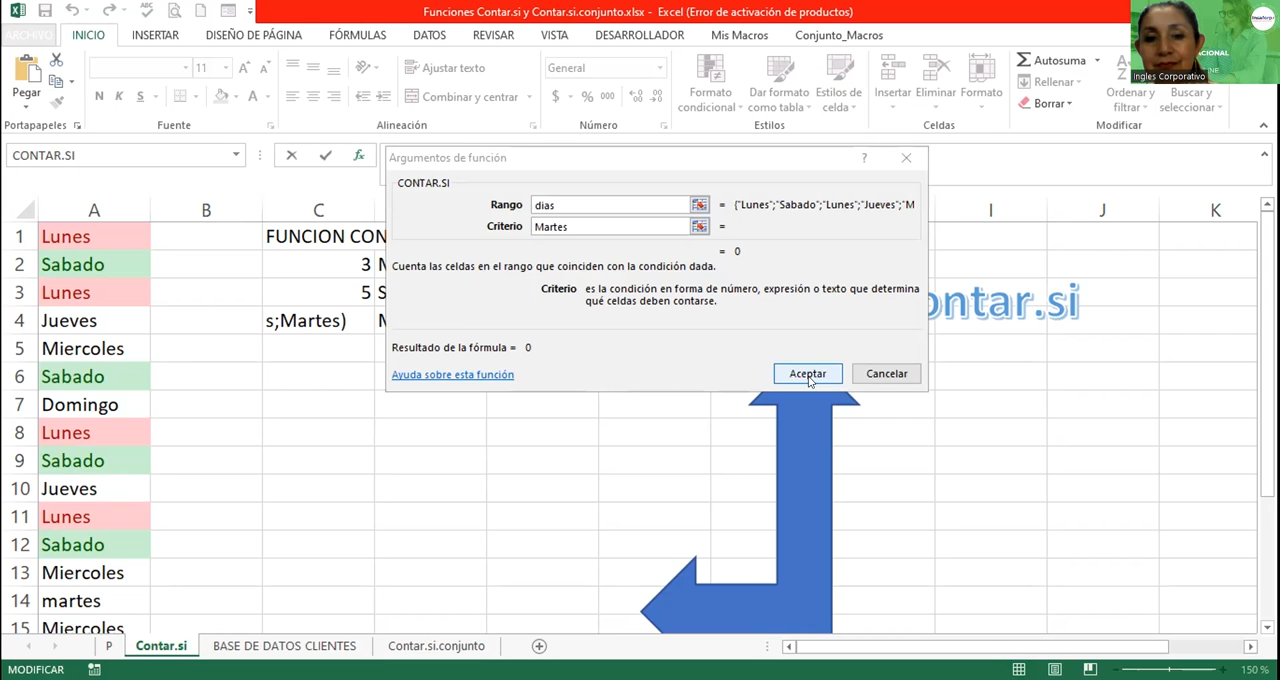 Funciones Contar.si y Contar.si.conjunto.xlsx - Excel (Error de activación de productos)
ARCHIVO INICIO INSERTAR DISEÑO DE PÁGINA FÓRMULAS DATOS REVISAR VISTA DESARROLLADOR Mis Macros Conjunto_Macros
Ingles Corporativo
Pegar
11
N K S
Ajustar texto
Combinar y centrar
General
$ % 000
Formato condicional
Dar formato como tabla
Estilos de celda
Insertar Eliminar Formato
Autosuma
Rellenar
Borrar
Ordenar y filtrar
Buscar y seleccionar
Portapapeles Fuente Alineación Número Estilos Celdas Modificar
CONTAR.SI
fx
Argumentos de función
? 
CONTAR.SI
Rango dias = {"Lunes";"Sabado";"Lunes";"Jueves";"M
Criterio Martes =
= 0
Cuenta las celdas en el rango que coinciden con la condición dada.
Criterio es la condición en forma de número, expresión o texto que determina
qué celdas deben contarse.
Resultado de la fórmula = 0
Ayuda sobre esta función
Aceptar Cancelar
A B C I J K
1 Lunes FUNCION CON
2 Sabado 3
3 Lunes 5 S
4 Jueves s;Martes)
5 Miercoles
6 Sabado
7 Domingo
8 Lunes
9 Sabado
10 Jueves
11 Lunes
12 Sabado
13 Miercoles
14 martes
15 Miercoles
ontar.si
P Contar.si BASE DE DATOS CLIENTES Contar.si.conjunto
MODIFICAR
150 %